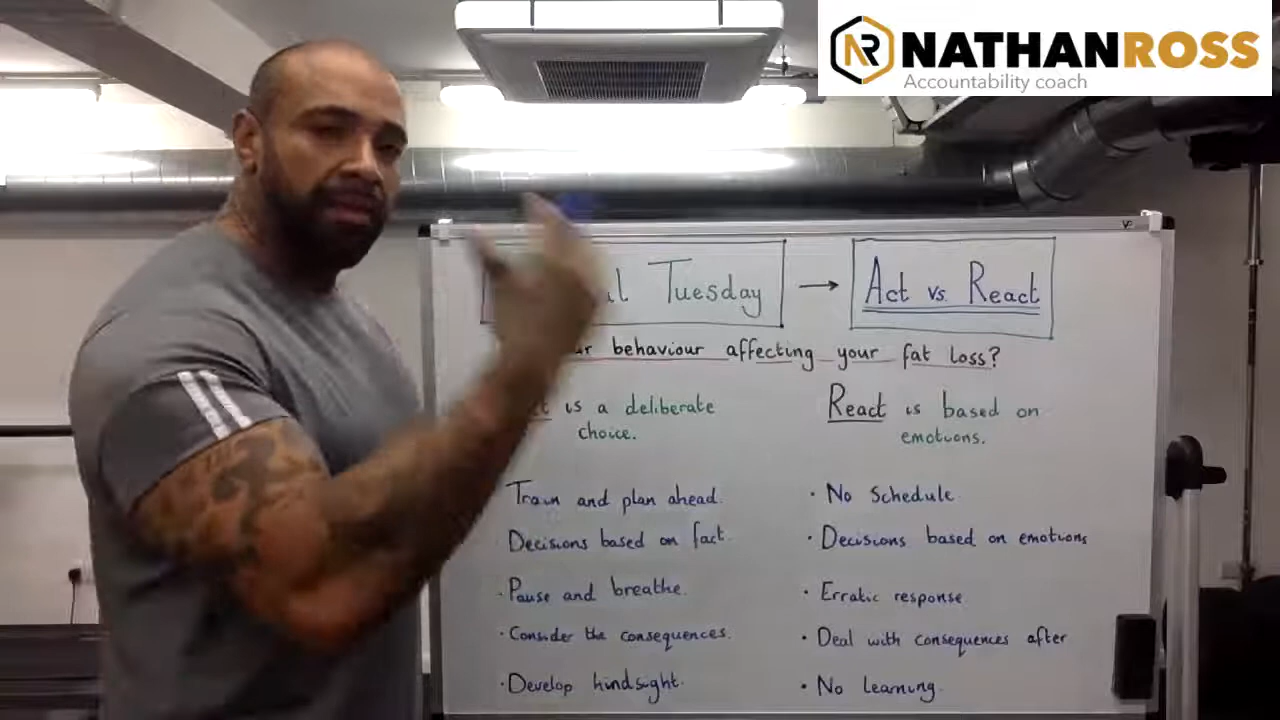 NATHANROSS
Accountability coach
Tuesday → Act vs. React
behaviour affecting your fat loss?
is a deliberate choice.
React is based on emotions.
Train and plan ahead.
Decisions based on fact.
· Pause and breathe.
· Consider the consequences.
· Develop hindsight.
· No Schedule
· Decisions based on emotions
· Erratic response
· Deal with consequences after
· No learning.